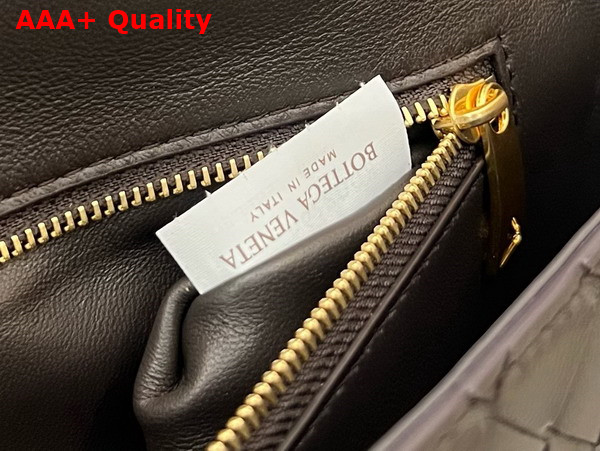 AAA+ Quality
BOTTEGA VENETA
MADE IN ITALY